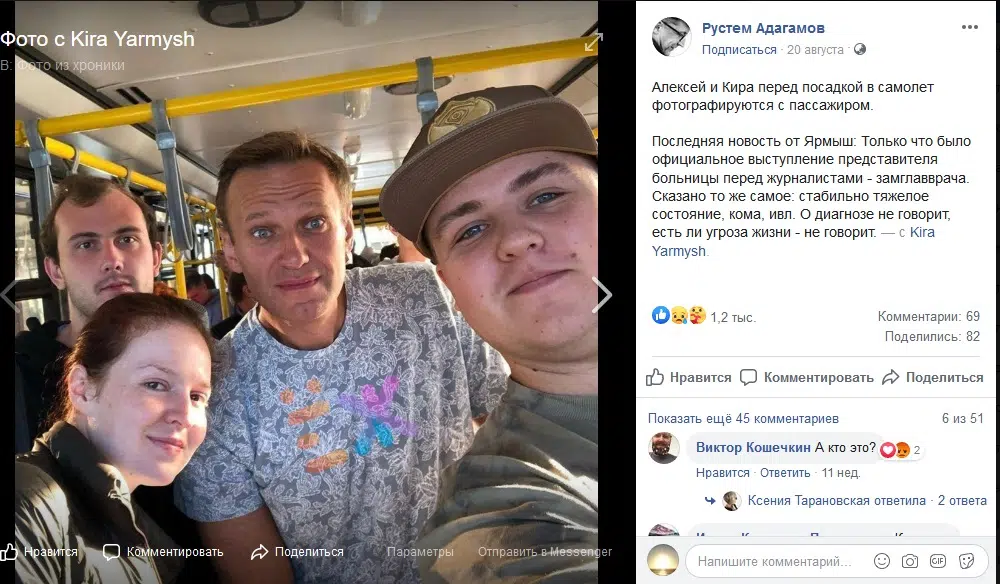 Фото с Kira Yarmysh
В: Фото из хроники
Нравится
Комментировать
Поделиться
Параметры
Отправить в Messenger
Рустем Адагамов
Подписаться · 20 августа ·
Алексей и Кира перед посадкой в самолет
фотографируются с пассажиром.
Последняя новость от Ярмыш: Только что было
официальное выступление представителя
больницы перед журналистами - замглавврача.
Сказано то же самое: стабильно тяжелое
состояние, кома, ивл. О диагнозе не говорит,
есть ли угроза жизни - не говорит. — с Kira
Yarmysh.
1,2 тыс.
Комментарии: 69
Поделились: 82
Нравится
Комментировать
Поделиться
Показать ещё 45 комментариев
6 из 51
Виктор Кошечкин А кто это?
2
Нравится · Ответить · 11 нед.
Ксения Тарановская ответила · 2 ответа
Напишите комментарий...
GIF